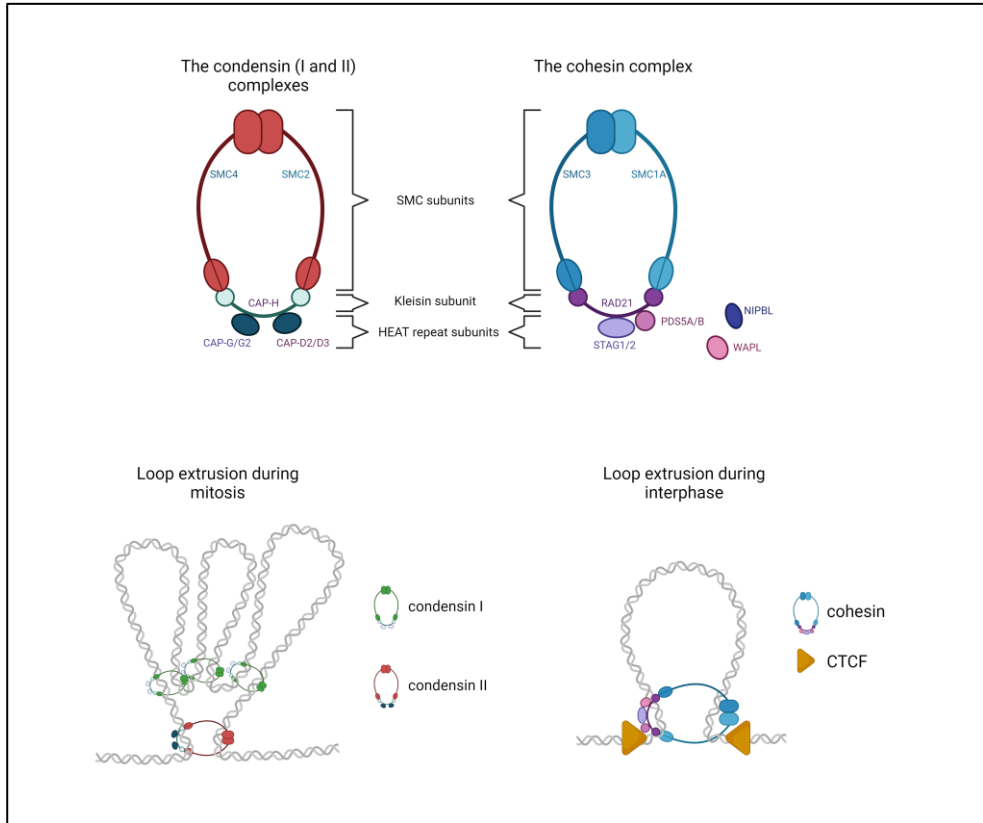 The condensin (I and II)
complexes
The cohesin complex
SMC4
SMC2
SMC subunits
SMC3
SMC1A
CAP-H
Kleisin subunit
RAD21
NIPBL
PDS5A/B
HEAT repeat subunits
CAP-G/G2
CAP-D2/D3
STAG1/2
WAPL
Loop extrusion during
mitosis
Loop extrusion during
interphase
condensin I
condensin II
cohesin
CTCF